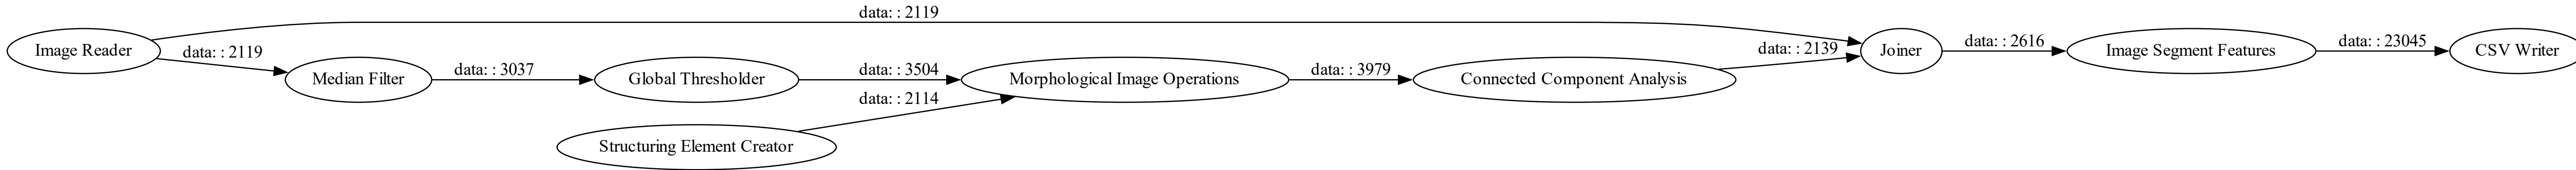 data: : 2119
Image Reader
data: : 2119
Median Filter
data: : 3037
Global Thresholder
data: : 3504
data: : 2114
Structuring Element Creator
Morphological Image Operations
data: : 3979
Connected Component Analysis
data: : 2139
Joiner
data: : 2616
Image Segment Features
data: : 23045
CSV Writer